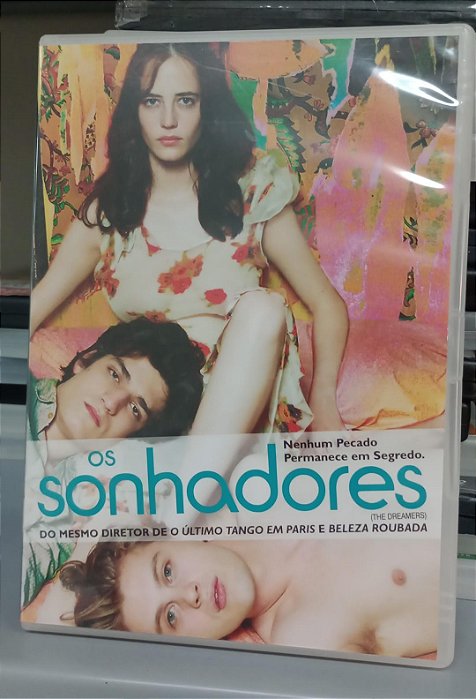 Nenhum Pecado
Permanece em Segredo.
os
sonhadores
(THE DREAMERS)
DO MESMO DIRETOR DE O ÚLTIMO TANGO EM PARIS E BELEZA ROUBADA